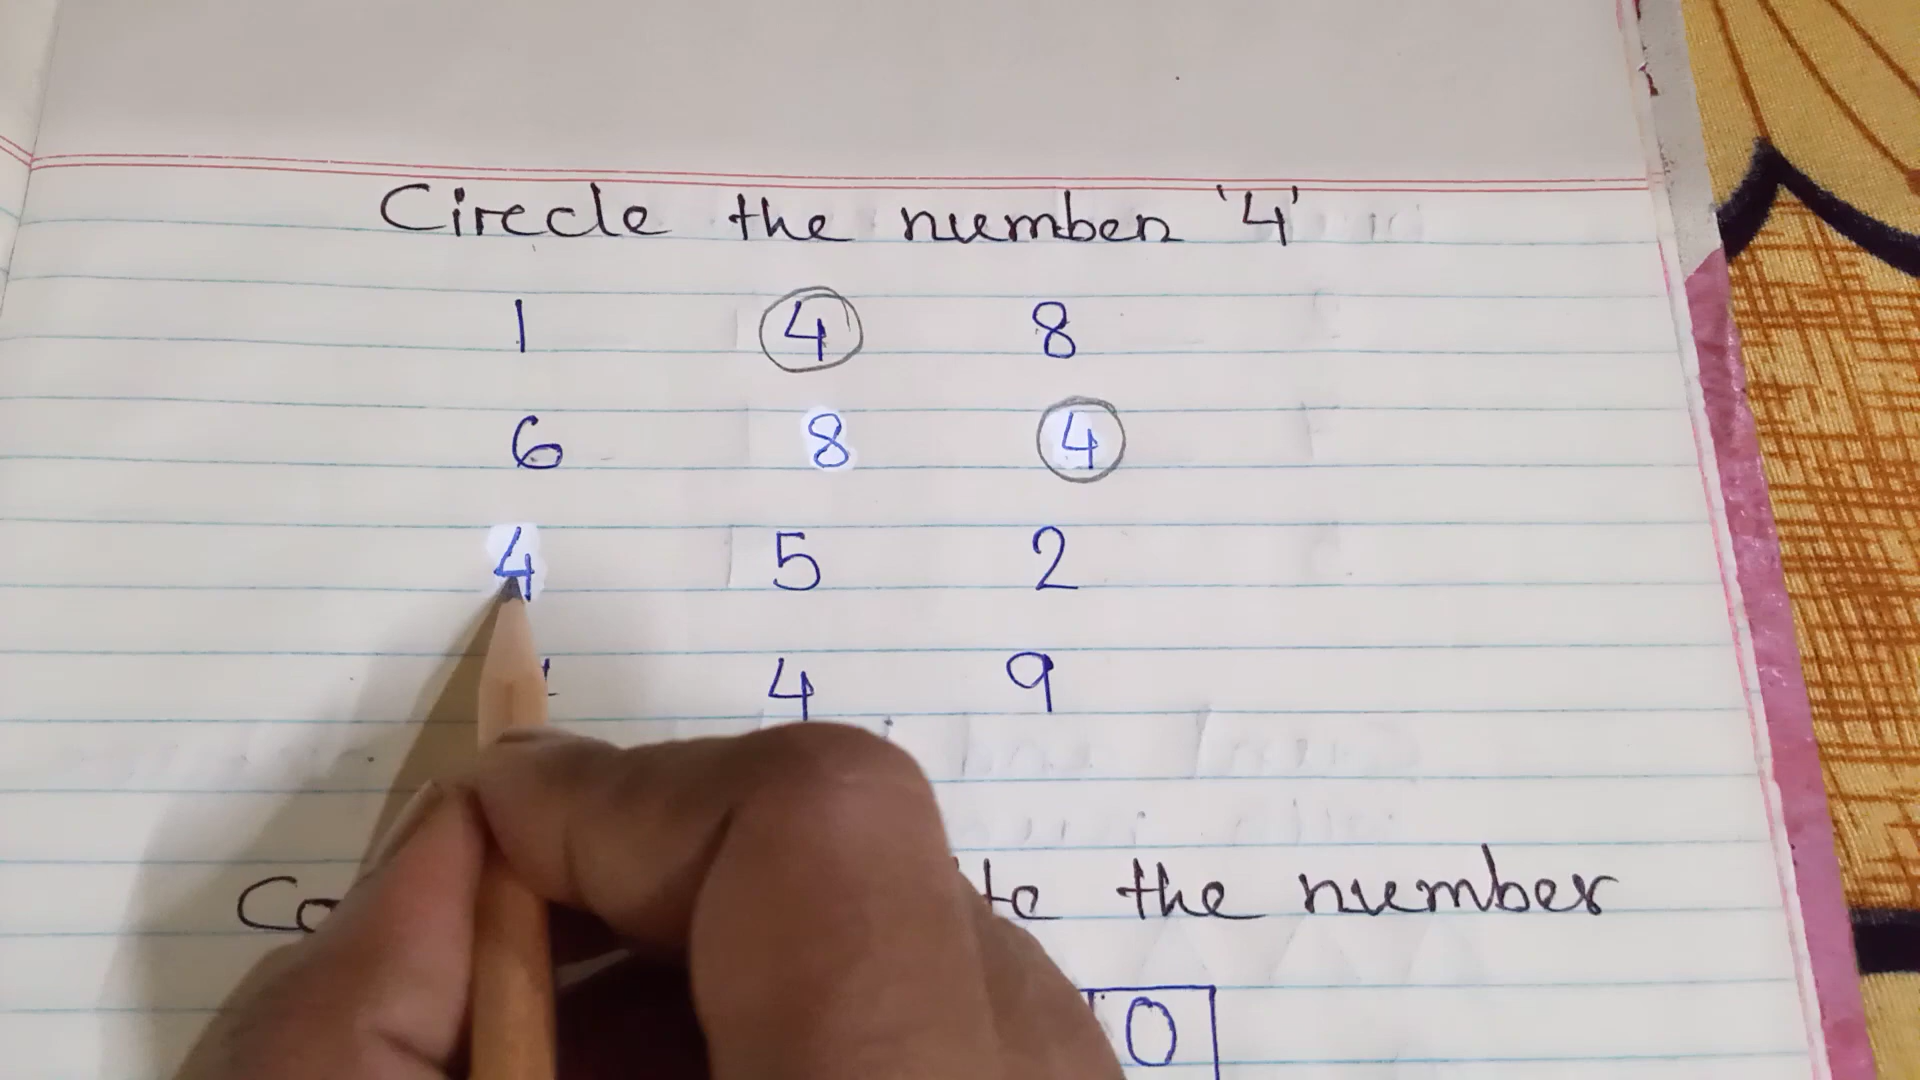 Circle the number '4'
1 4 8
6 8 4
4 5 2
4 9
the number
0